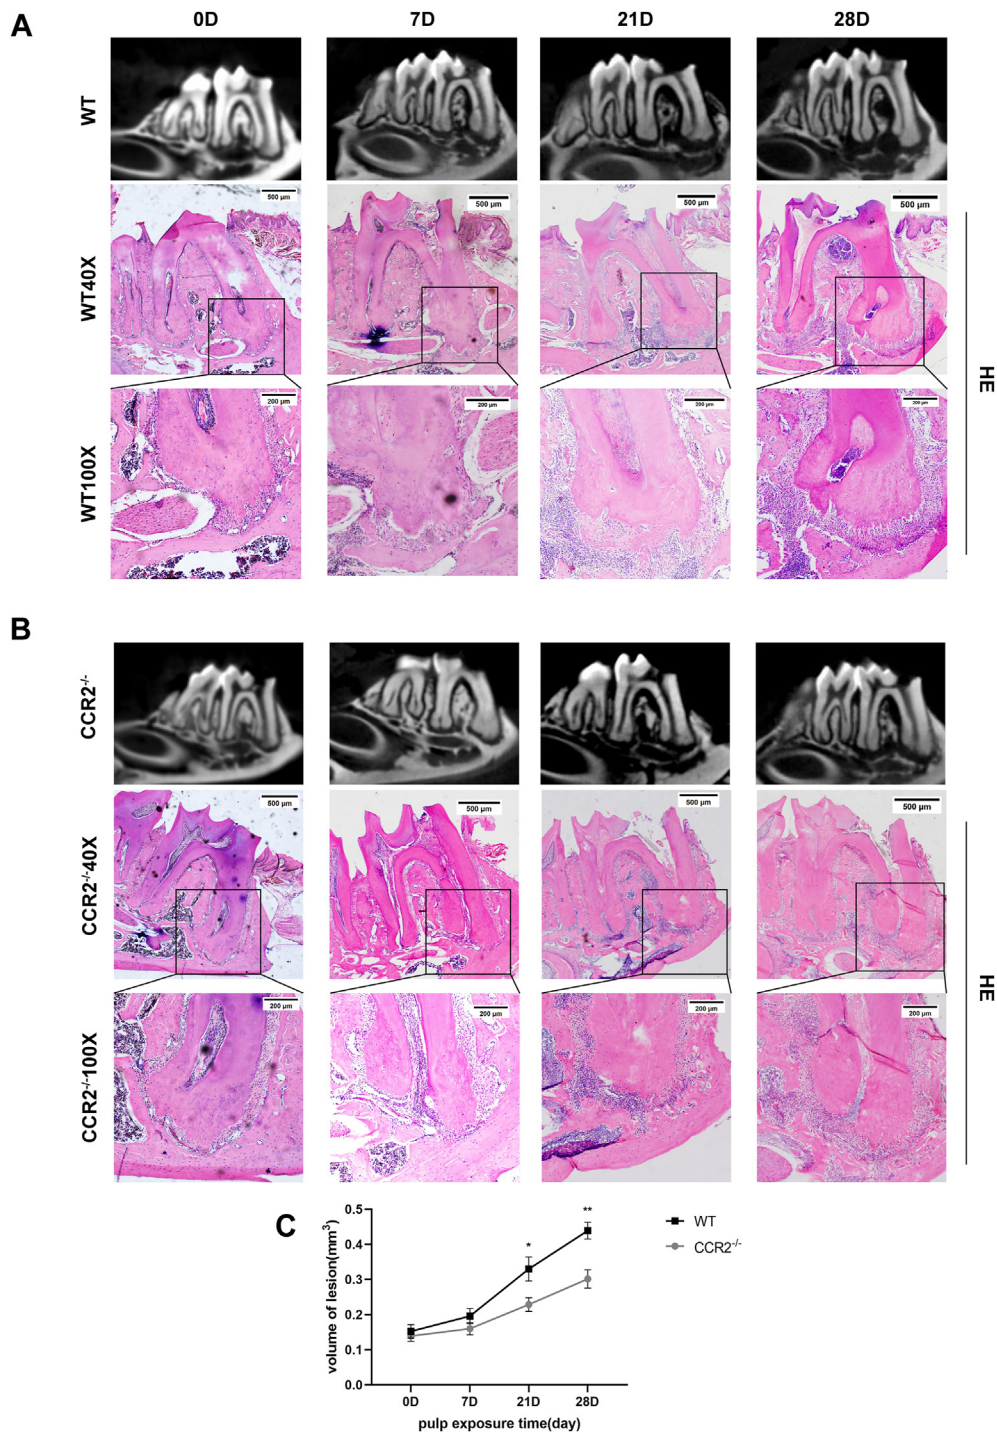 A
0D 7D 21D 28D
WT
WT40X
500 μm 500 μm 500 μm 500 μm
HE
WT100X
200 μm 200 μm 200 μm 200 μm
B
CCR2-/-
CCR2-/-40X
500 μm 500 μm 500 μm 500 μm
HE
CCR2-/-100X
200 μm 200 μm 200 μm 200 μm
C
volume of lesion(mm3)
0.5
0.4
0.3
0.2
0.1
0.0
* **
WT
CCR2-/-
0D 7D 21D 28D
pulp exposure time(day)